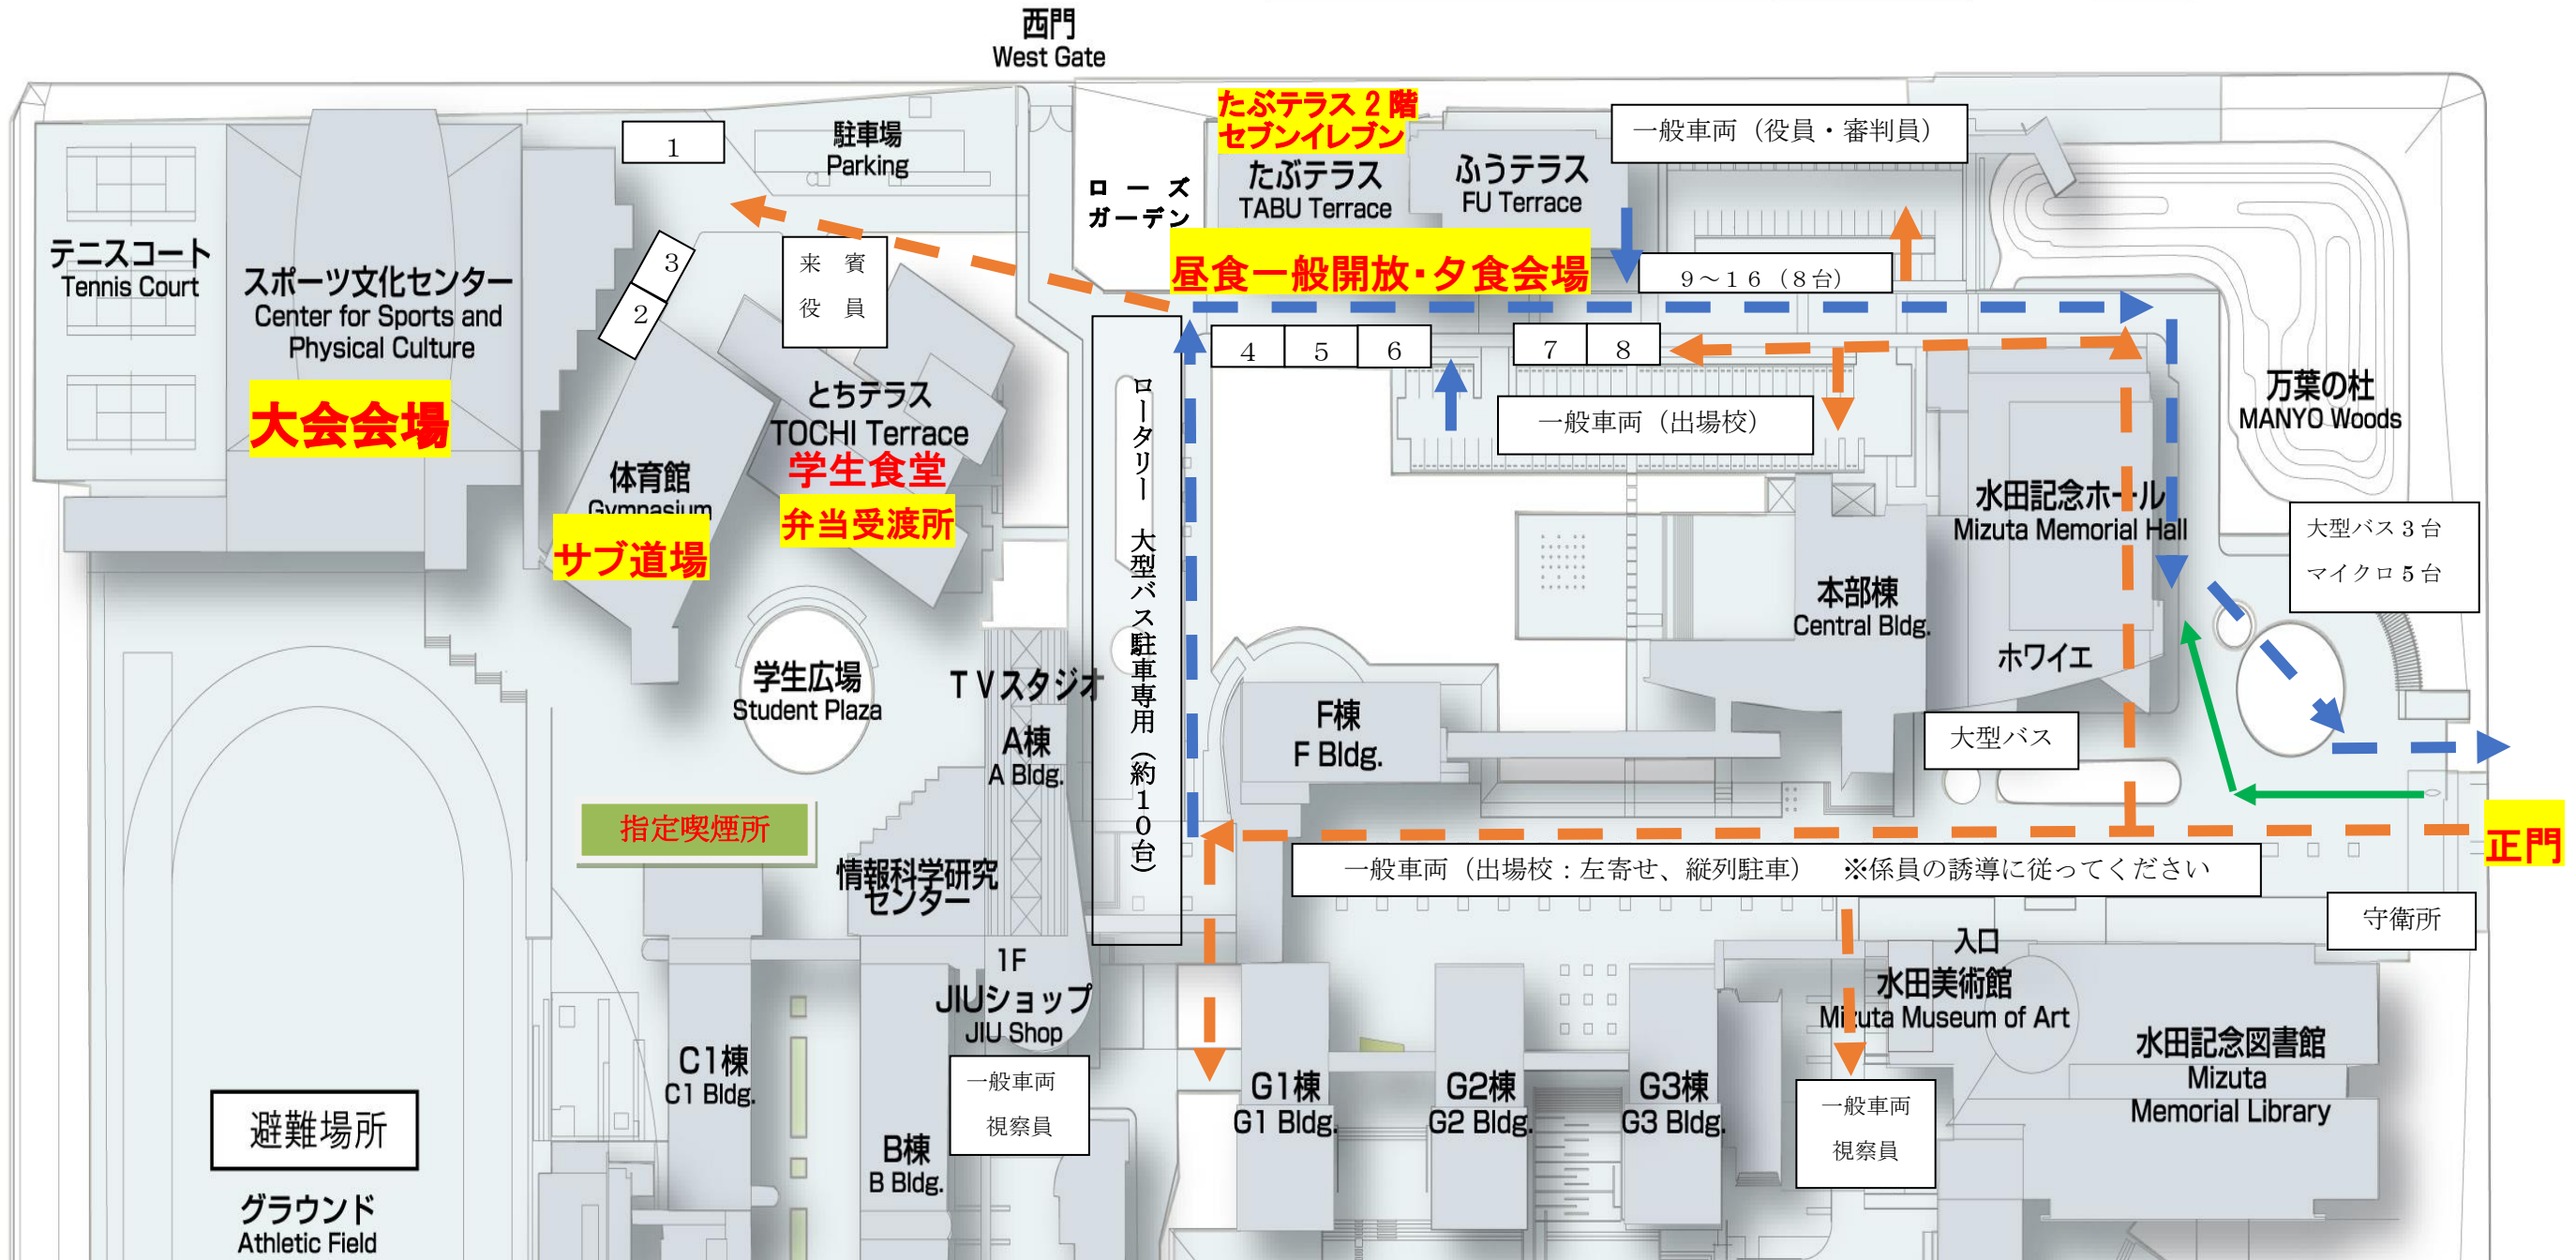 西門
West Gate
たぶテラス２階
セブンイレブン
一般車両（役員・審判員）
1
駐車場
Parking
ローズ
ガーデン
たぶテラス
TABU Terrace
ふうテラス
FU Terrace
テニスコート
Tennis Court
スポーツ文化センター
Center for Sports and
Physical Culture
大会会場
3
2
来　賓
役　員
昼食一般開放・夕食会場
９～１６（８台）
4
5
6
7
8
一般車両（出場校）
とちテラス
TOCHI Terrace
学生食堂
弁当受渡所
体育館
Gymnasium
サブ道場
ロータリー　大型バス駐車専用（約１０台）
万葉の杜
MANYO Woods
水田記念ホール
Mizuta Memorial Hall
大型バス３台
マイクロ５台
本部棟
Central Bldg.
ホワイエ
学生広場
Student Plaza
ＴＶスタジオ
A棟
A Bldg.
F棟
F Bldg.
大型バス
指定喫煙所
正門
情報科学研究
センター
一般車両（出場校：左寄せ、縦列駐車）　※係員の誘導に従ってください
守衛所
1F
JIUショップ
JIU Shop
入口
水田美術館
Mizuta Museum of Art
水田記念図書館
Mizuta
Memorial Library
C1棟
C1 Bldg.
一般車両
視察員
G1棟
G1 Bldg.
G2棟
G2 Bldg.
G3棟
G3 Bldg.
一般車両
視察員
避難場所
B棟
B Bldg.
グラウンド
Athletic Field